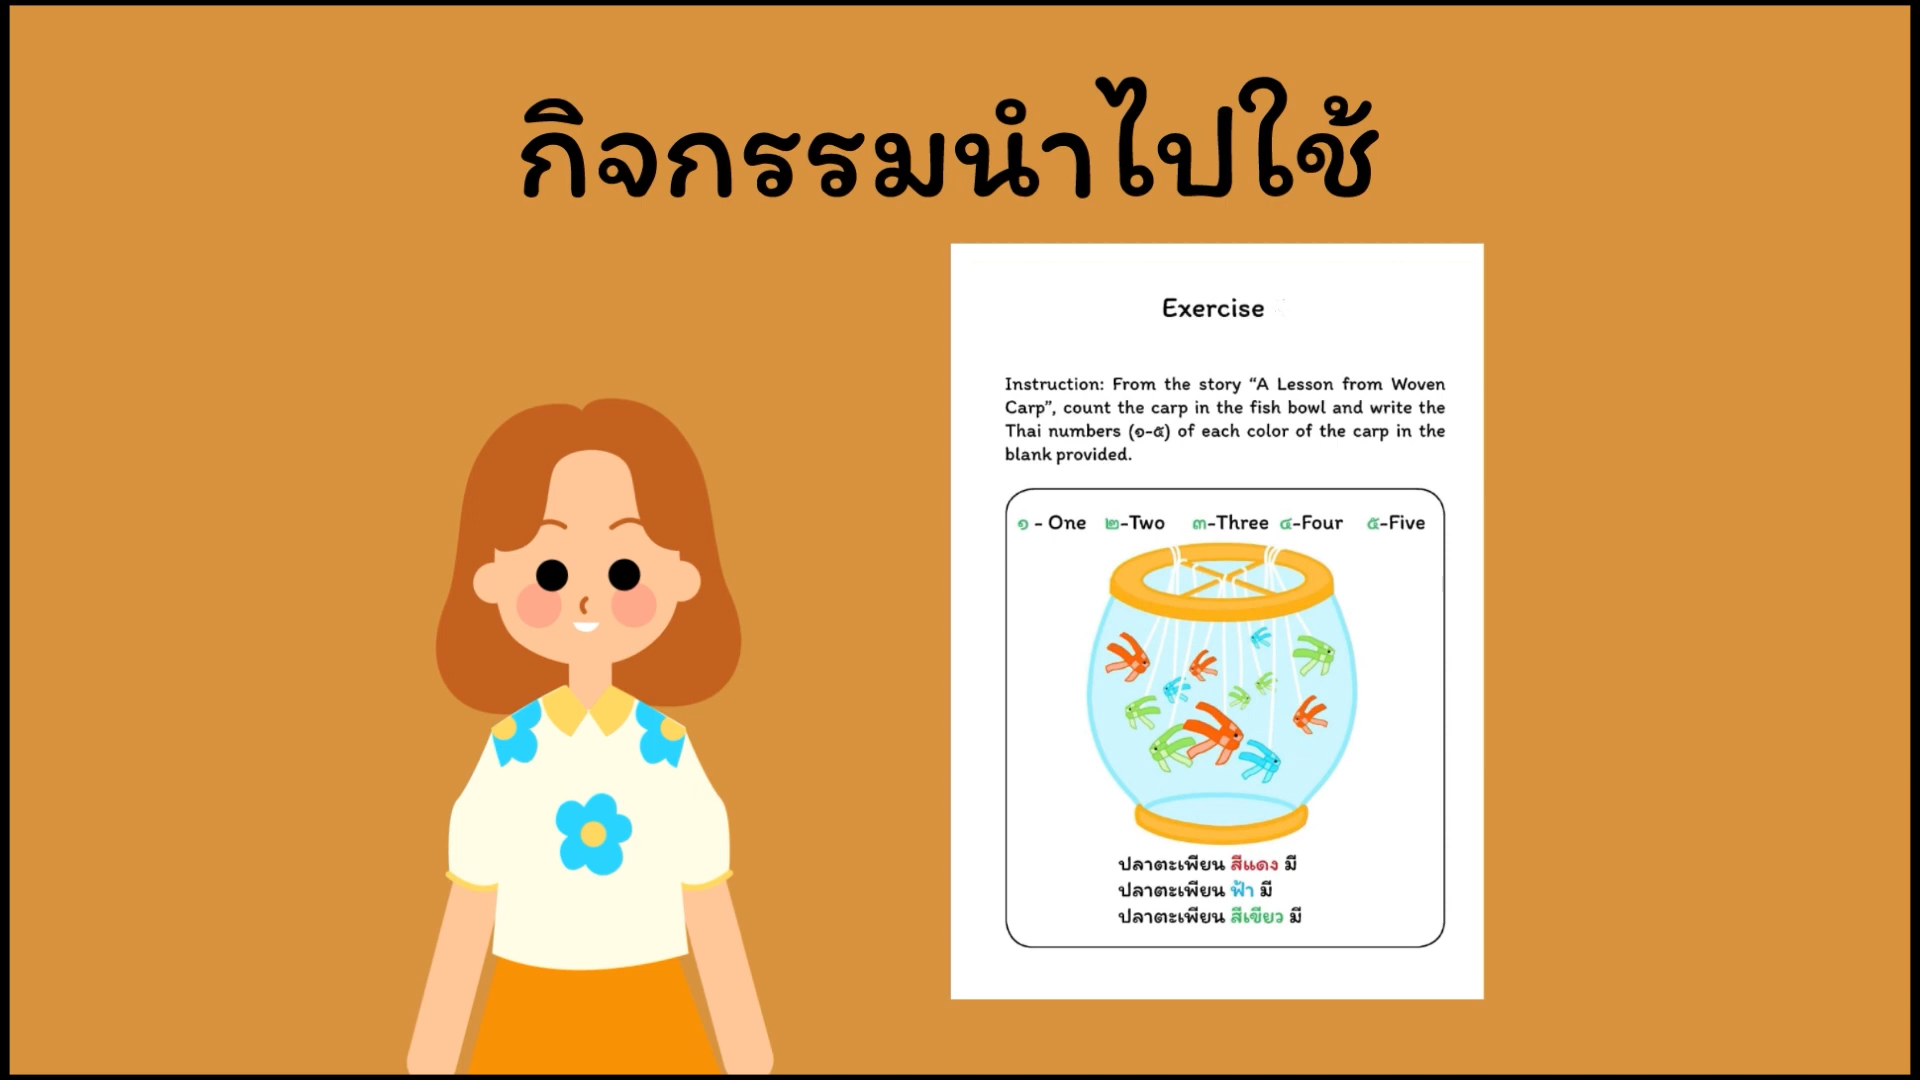 กิจกรรมนำไปใช้
Exercise
Instruction: From the story “A Lesson from Woven
Carp”, count the carp in the fish bowl and write the
Thai numbers (๑-๕) of each color of the carp in the
blank provided.
๑ - One ๒-Two ๓-Three ๔-Four ๕-Five
ปลาตะเพียน สีแดง มี
ปลาตะเพียน ฟ้า มี
ปลาตะเพียน สีเขียว มี